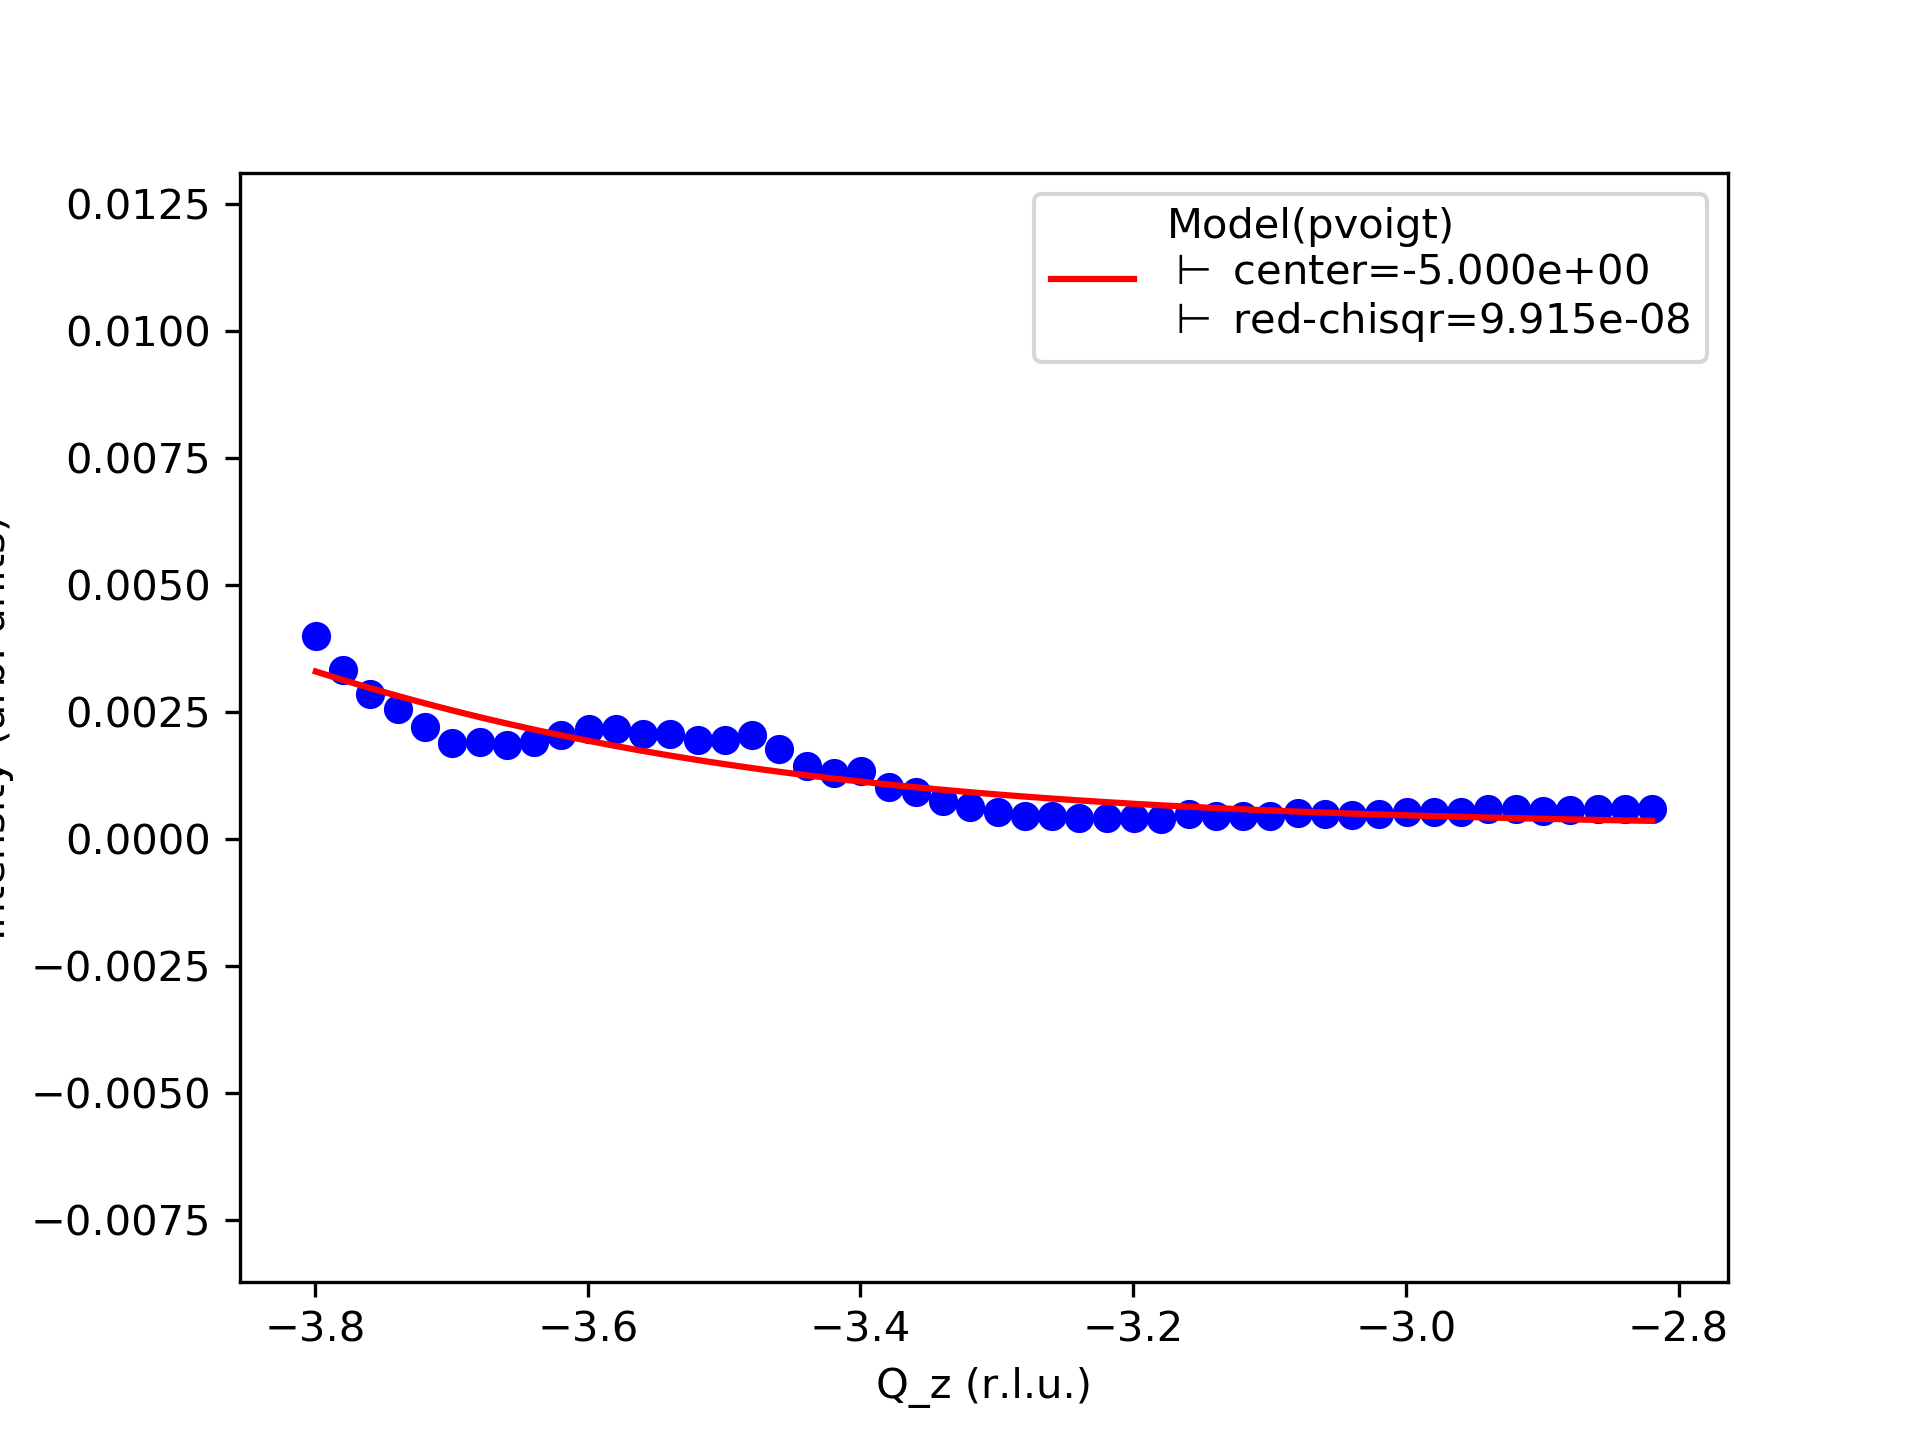 Model(pvoigt)
⊢ center=-5.000e+00
⊢ red-chisqr=9.915e-08
0.0125
0.0100
0.0075
0.0050
0.0025
0.0000
−0.0025
−0.0050
−0.0075
−3.8 −3.6 −3.4 −3.2 −3.0 −2.8
Q_z (r.l.u.)